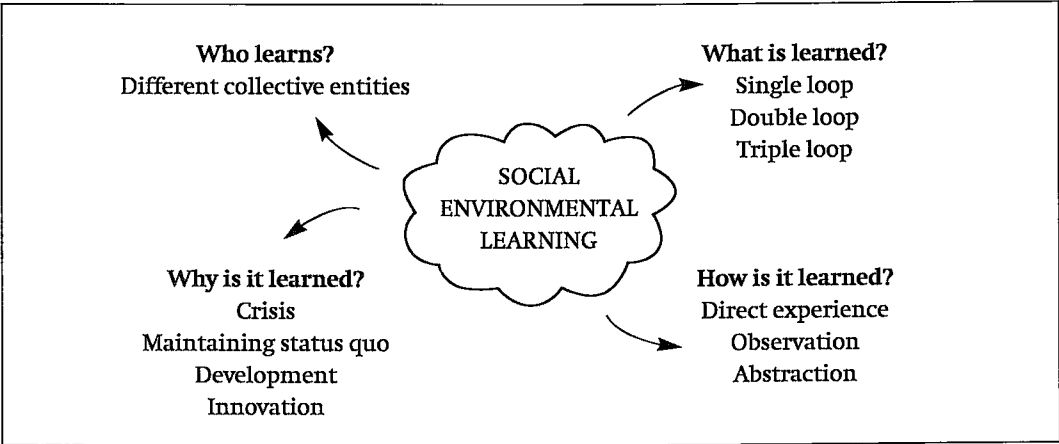 Who learns?
Different collective entities
What is learned?
Single loop
Double loop
Triple loop
SOCIAL
ENVIRONMENTAL
LEARNING
Why is it learned?
Crisis
Maintaining status quo
Development
Innovation
How is it learned?
Direct experience
Observation
Abstraction